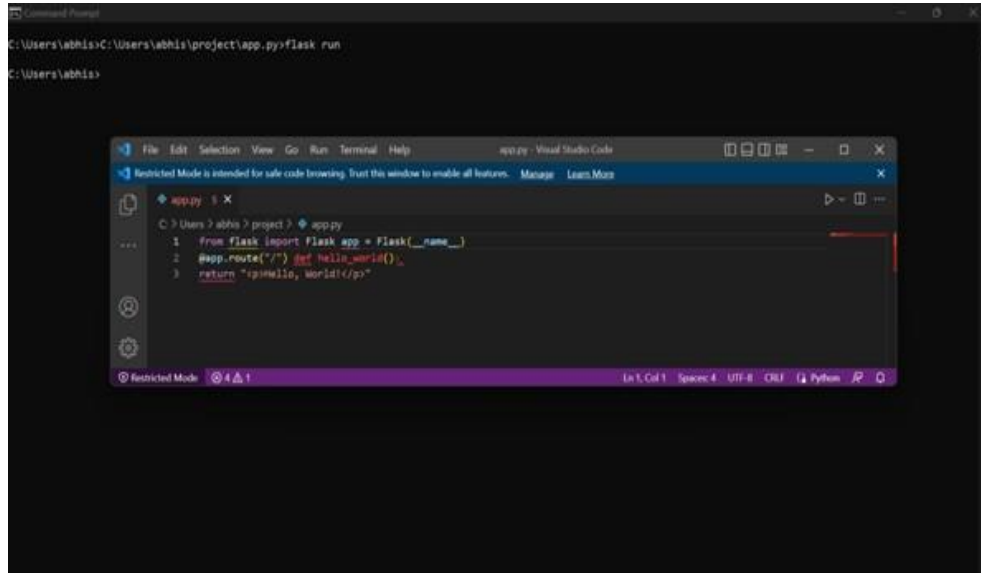 Command Prompt
C:\Users\abhis>C:\Users\abhis\project\app.py>flask run
C:\Users\abhis>
File Edit Selection View Go Run Terminal Help app.py - Visual Studio Code
Restricted Mode is intended for safe code browsing. Trust this window to enable all features. Manage Learn More
app.py 5
C: > Users > abhis > project > app.py
1 from flask import Flask app = Flask(__name__)
2 @app.route("/") def hello_world():
3 return "<p>Hello, World!</p>"
Restricted Mode 4 1 Ln 1, Col 1 Spaces: 4 UTF-8 CRLF Python